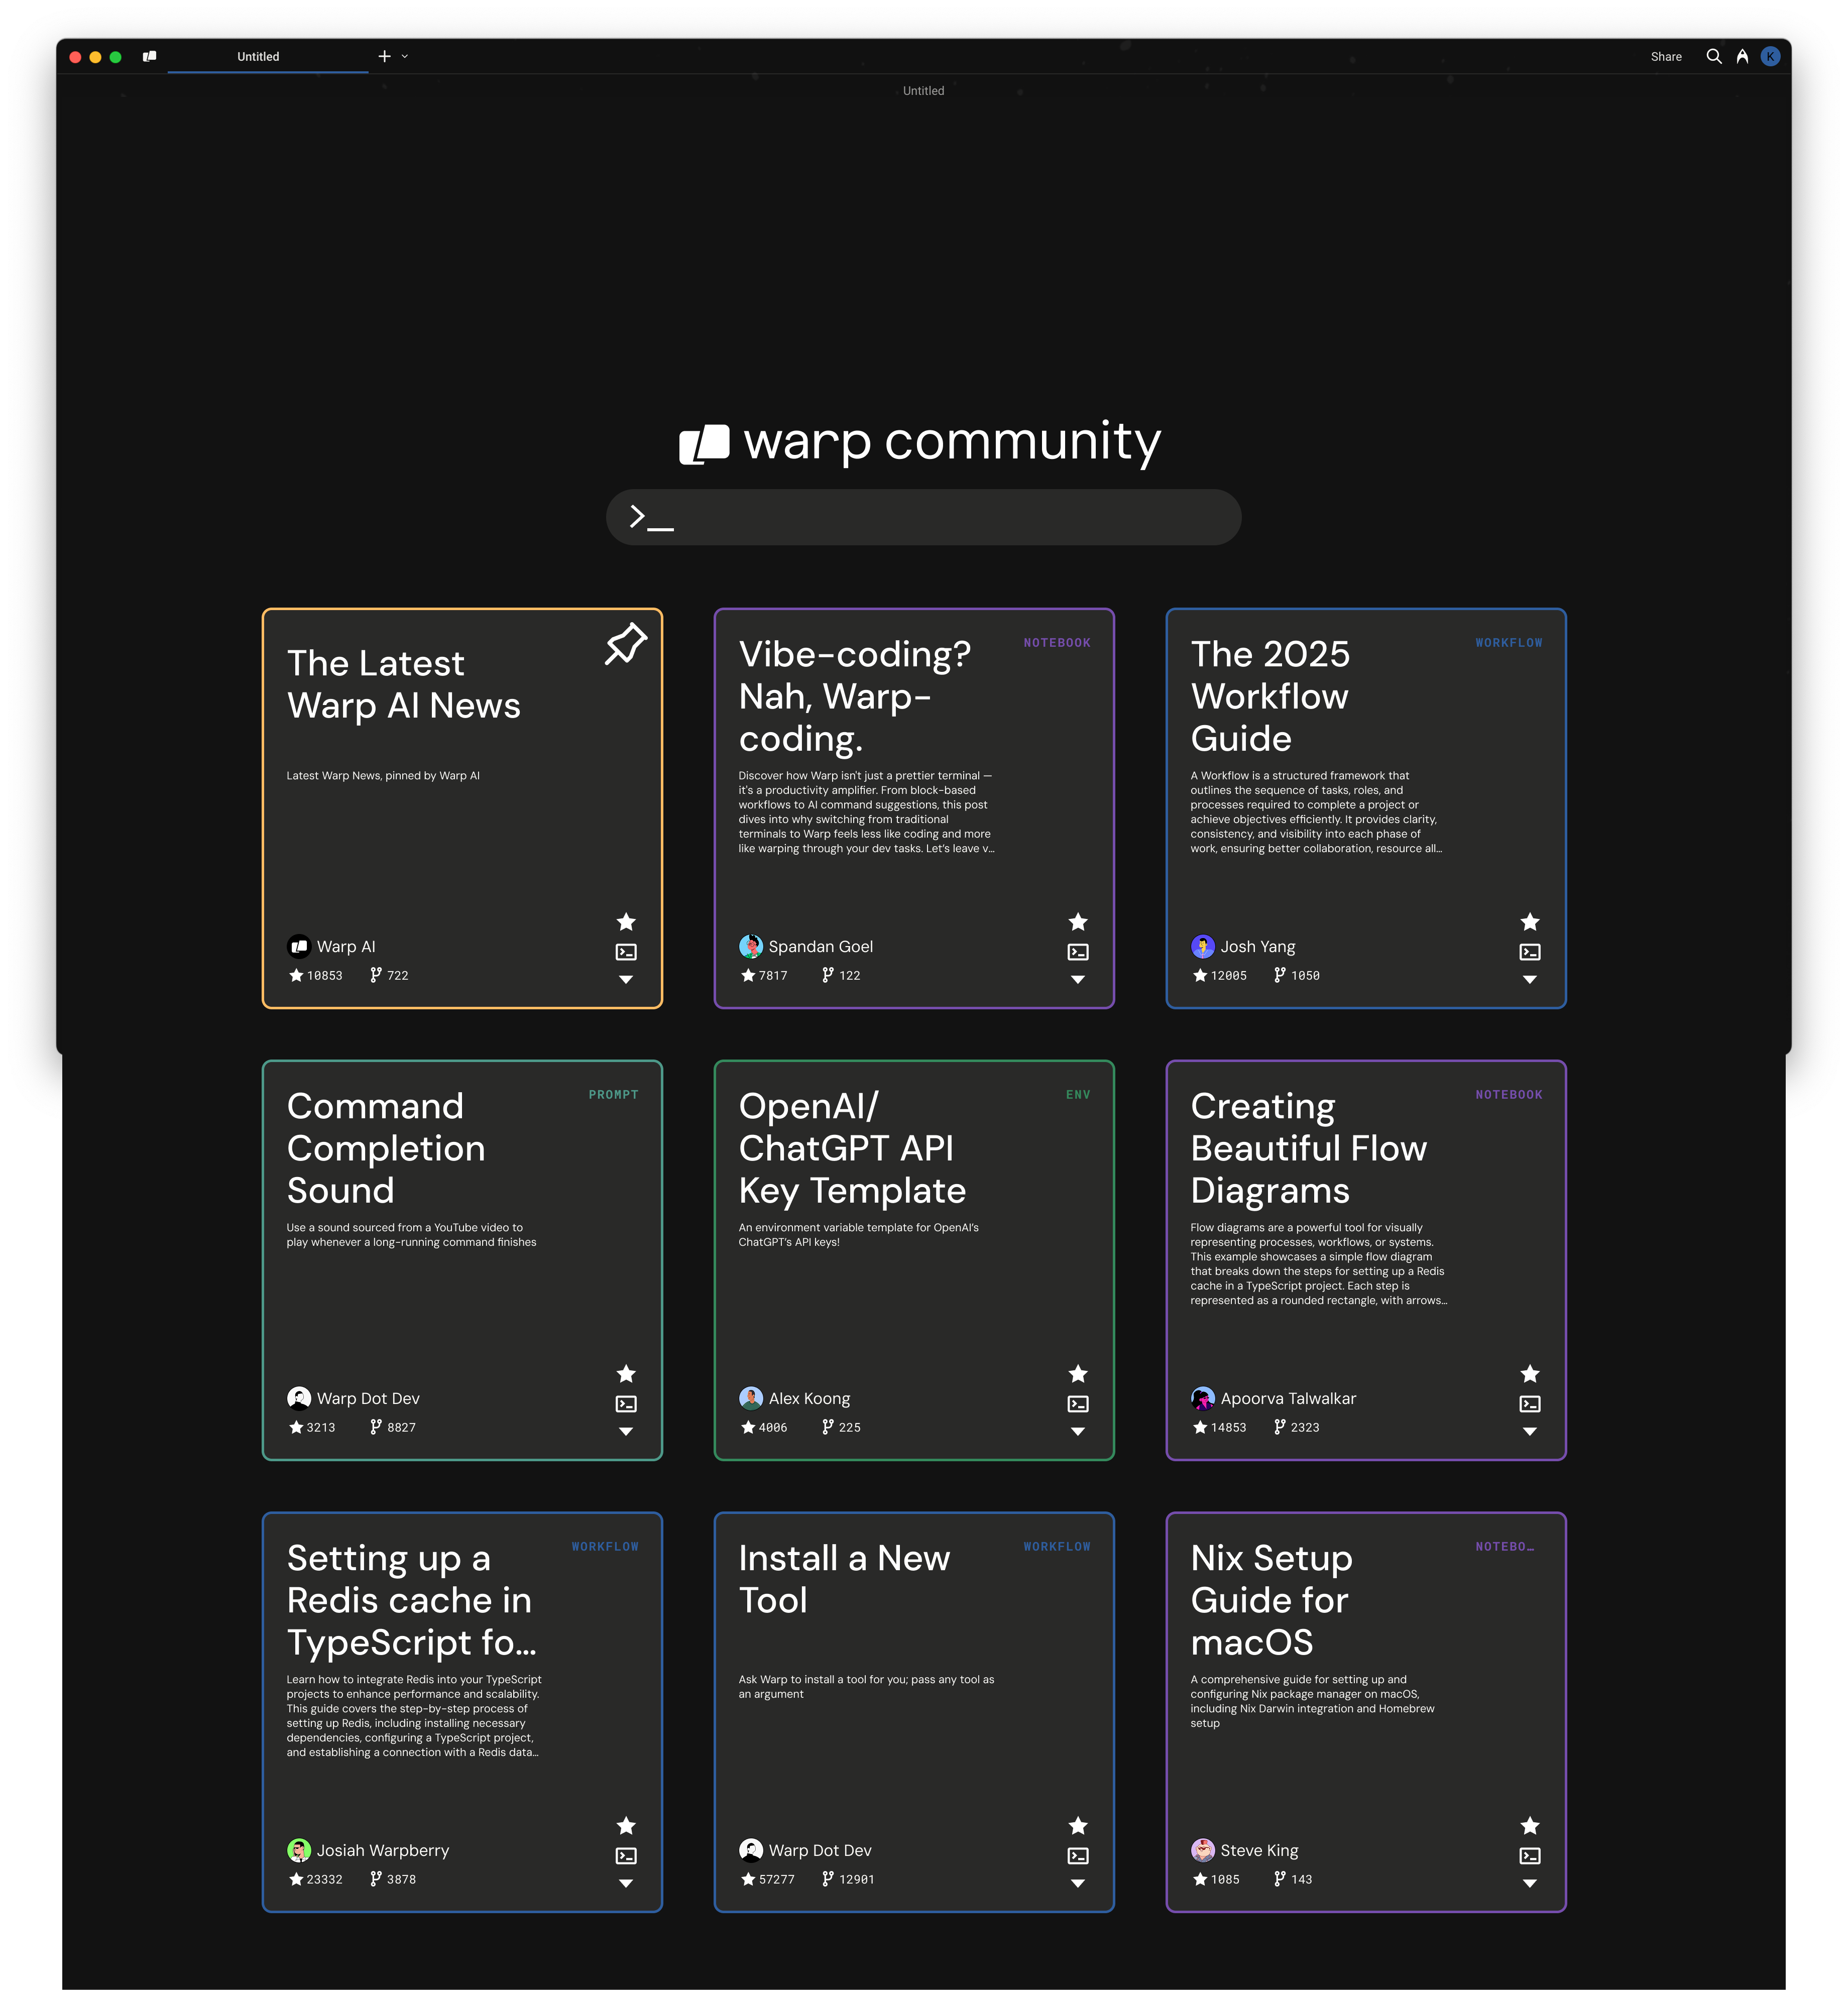 Untitled
Share
K
Untitled
warp community
>_
The Latest
Warp AI News
Latest Warp News, pinned by Warp AI
Warp AI
10853 722
NOTEBOOK
Vibe-coding?
Nah, Warp-
coding.
Discover how Warp isn't just a prettier terminal —
it's a productivity amplifier. From block-based
workflows to AI command suggestions, this post
dives into why switching from traditional
terminals to Warp feels less like coding and more
like warping through your dev tasks. Let's leave v...
Spandan Goel
7817 122
WORKFLOW
The 2025
Workflow
Guide
A Workflow is a structured framework that
outlines the sequence of tasks, roles, and
processes required to complete a project or
achieve objectives efficiently. It provides clarity,
consistency, and visibility into each phase of
work, ensuring better collaboration, resource all...
Josh Yang
12005 1050
PROMPT
Command
Completion
Sound
Use a sound sourced from a YouTube video to
play whenever a long-running command finishes
Warp Dot Dev
3213 8827
ENV
OpenAI/
ChatGPT API
Key Template
An environment variable template for OpenAI's
ChatGPT's API keys!
Alex Koong
4006 225
NOTEBOOK
Creating
Beautiful Flow
Diagrams
Flow diagrams are a powerful tool for visually
representing processes, workflows, or systems.
This example showcases a simple flow diagram
that breaks down the steps for setting up a Redis
cache in a TypeScript project. Each step is
represented as a rounded rectangle, with arrows...
Apoorva Talwalkar
14853 2323
WORKFLOW
Setting up a
Redis cache in
TypeScript fo...
Learn how to integrate Redis into your TypeScript
projects to enhance performance and scalability.
This guide covers the step-by-step process of
setting up Redis, including installing necessary
dependencies, configuring a TypeScript project,
and establishing a connection with a Redis data...
Josiah Warpberry
23332 3878
WORKFLOW
Install a New
Tool
Ask Warp to install a tool for you; pass any tool as
an argument
Warp Dot Dev
57277 12901
NOTEBO...
Nix Setup
Guide for
macOS
A comprehensive guide for setting up and
configuring Nix package manager on macOS,
including Nix Darwin integration and Homebrew
setup
Steve King
1085 143